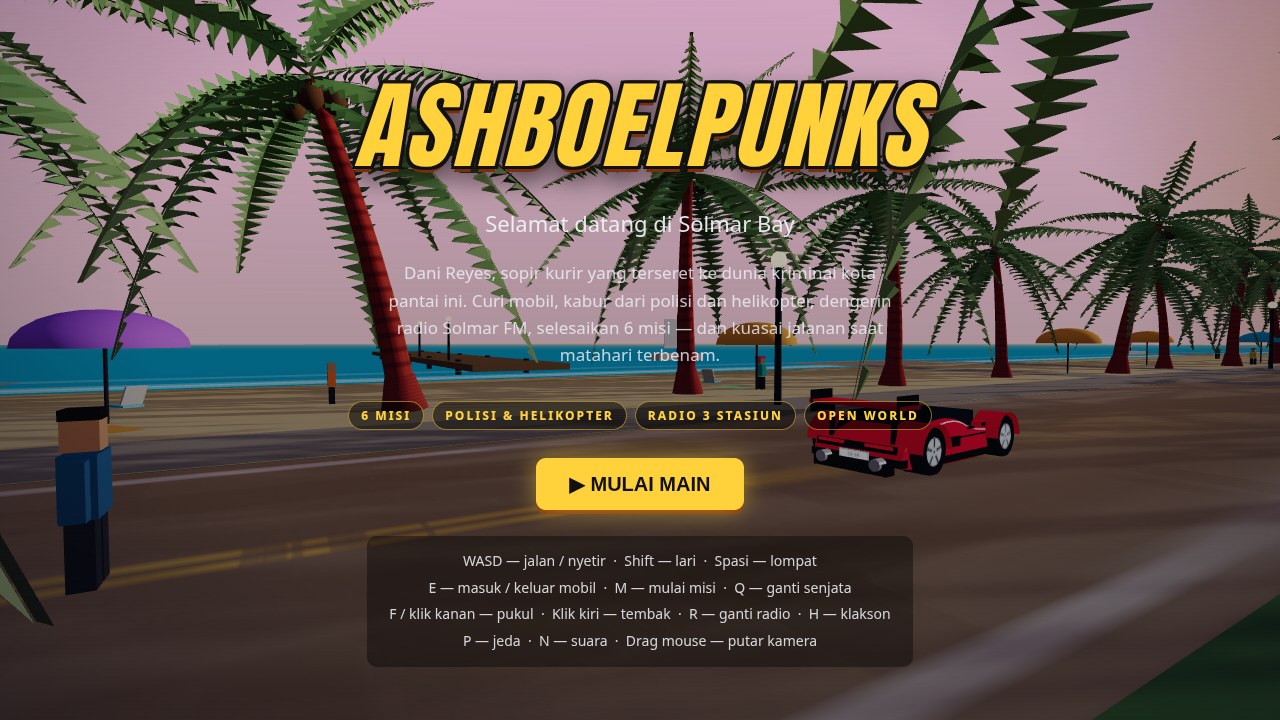 ASHBOELPUNKS
Selamat datang di Solmar Bay
Dani Reyes, sopir kurir yang terseret ke dunia kriminal kota
pantai ini. Curi mobil, kabur dari polisi dan helikopter, dengerin
radio Solmar FM, selesaikan 6 misi — dan kuasai jalanan saat
matahari terbenam.
6 MISI POLISI & HELIKOPTER RADIO 3 STASIUN OPEN WORLD
▶ MULAI MAIN
WASD — jalan / nyetir · Shift — lari · Spasi — lompat
E — masuk / keluar mobil · M — mulai misi · Q — ganti senjata
F / klik kanan — pukul · Klik kiri — tembak · R — ganti radio · H — klakson
P — jeda · N — suara · Drag mouse — putar kamera